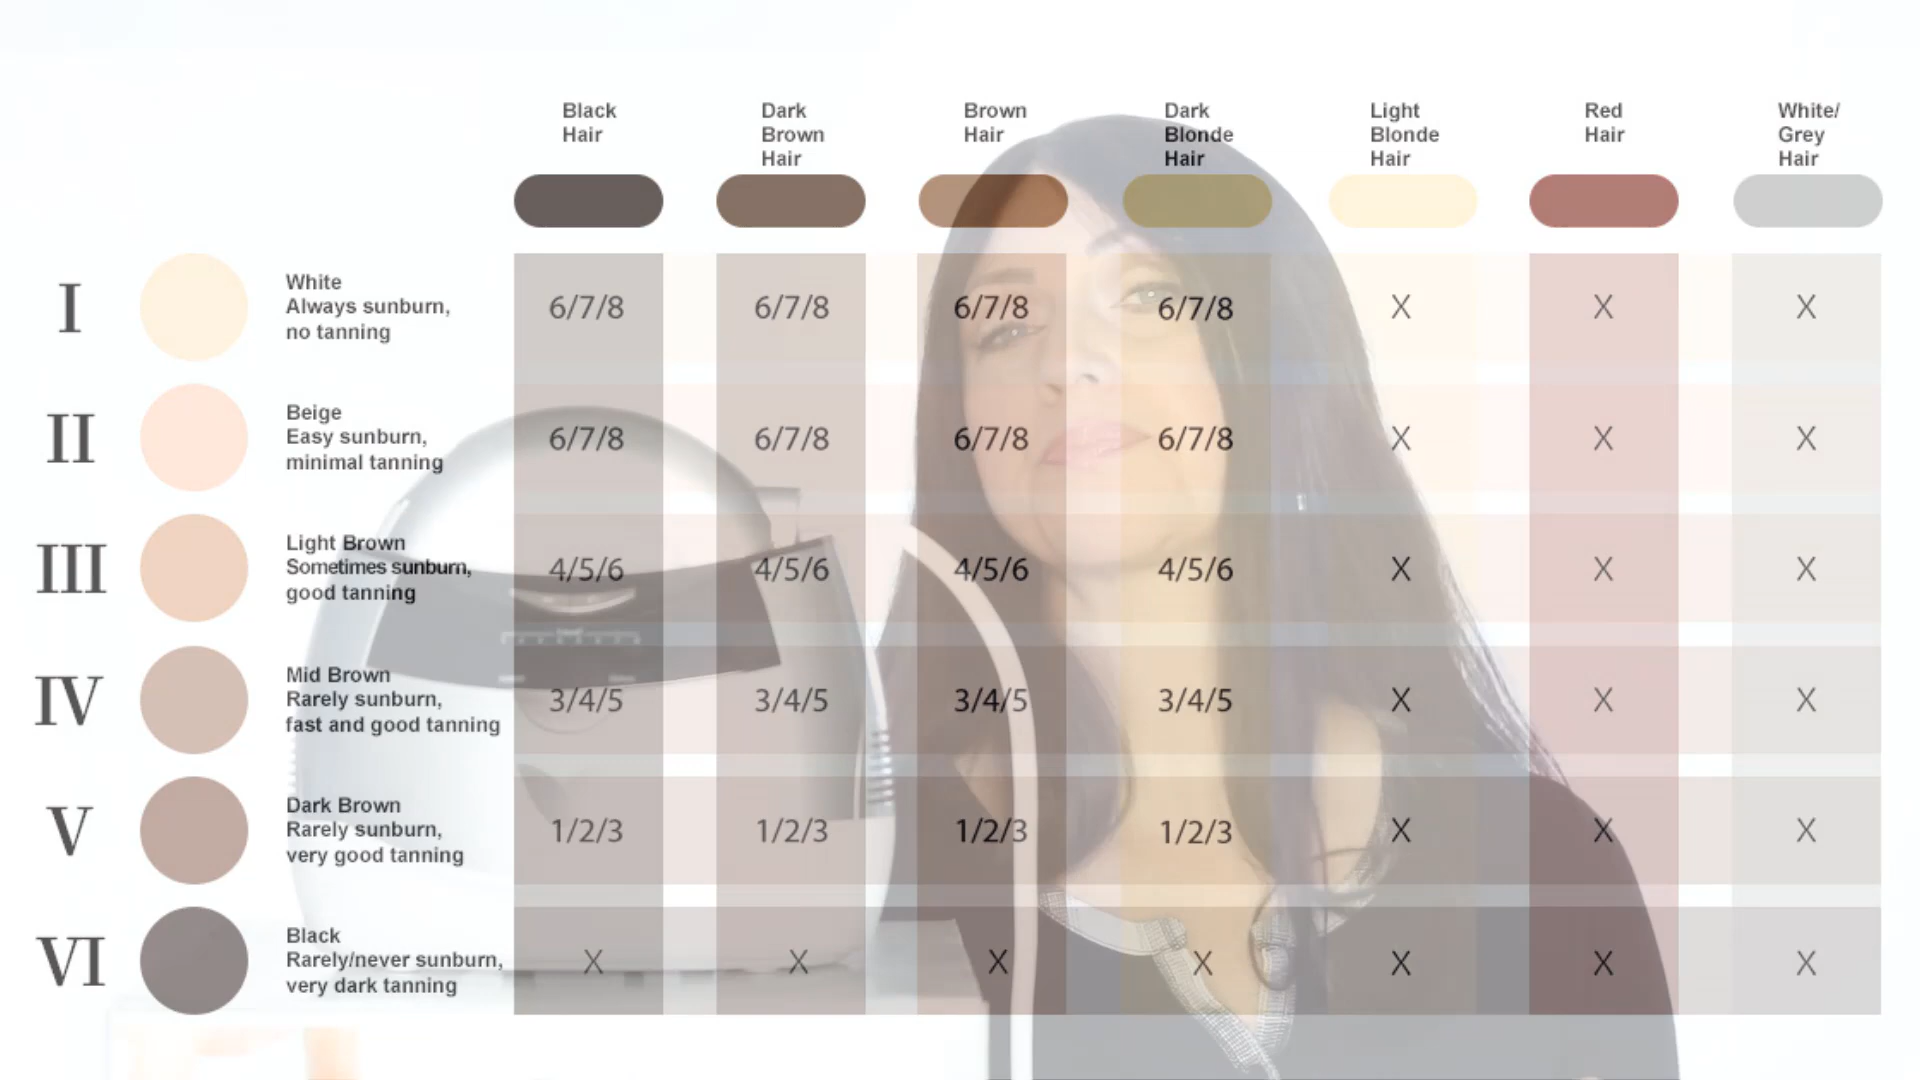 Black
Hair
Dark
Brown
Hair
Brown
Hair
Dark
Blonde
Hair
Light
Blonde
Hair
Red
Hair
White/
Grey
Hair
I
White
Always sunburn,
no tanning
6/7/8 6/7/8 6/7/8 6/7/8 X X X
II
Beige
Easy sunburn,
minimal tanning
6/7/8 6/7/8 6/7/8 6/7/8 X X X
III
Light Brown
Sometimes sunburn,
good tanning
4/5/6 4/5/6 4/5/6 4/5/6 X X X
IV
Mid Brown
Rarely sunburn,
fast and good tanning
3/4/5 3/4/5 3/4/5 3/4/5 X X X
V
Dark Brown
Rarely sunburn,
very good tanning
1/2/3 1/2/3 1/2/3 1/2/3 X X X
VI
Black
Rarely/never sunburn,
very dark tanning
X X X X X X X